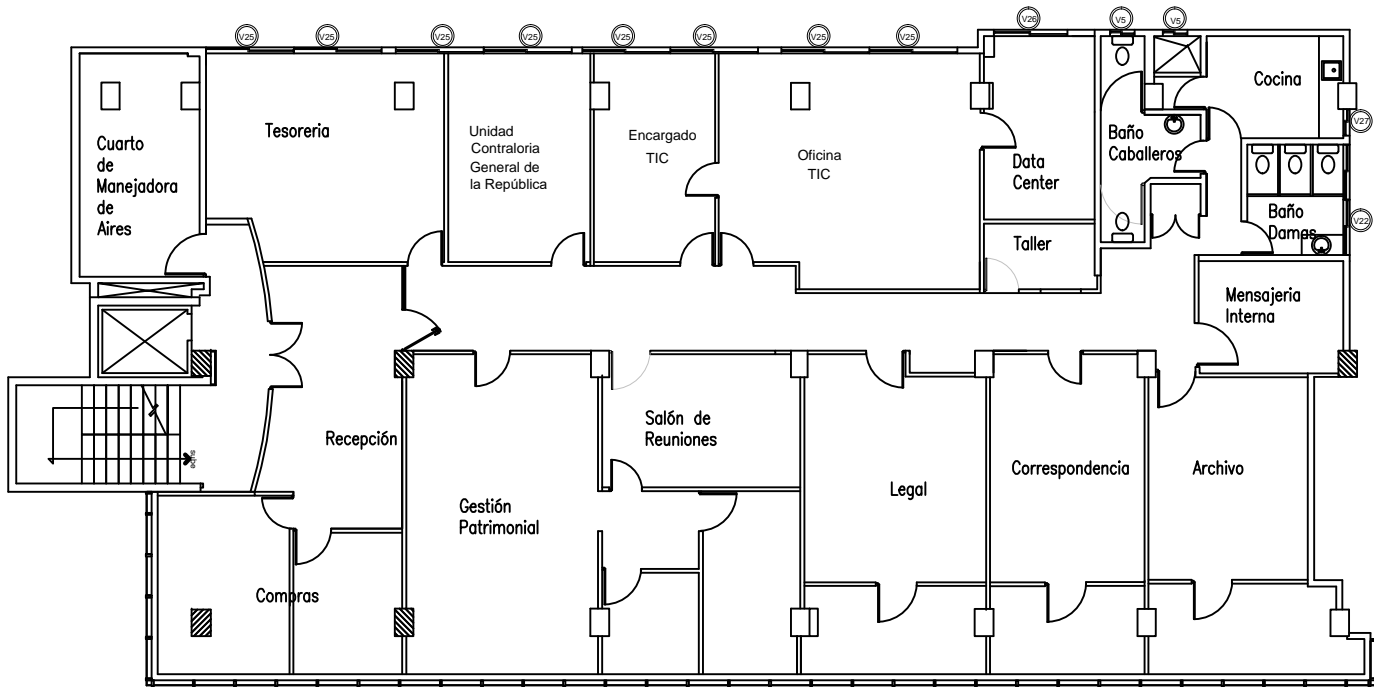 V25
V25
V25
V25
V25
V25
V25
V25
V26
V5
V5
Cuarto
de
Manejadora
de
Aires
Tesoreria
Unidad
Contraloria
General de
la República
Encargado
TIC
Oficina
TIC
Data
Center
Taller
Baño
Caballeros
Cocina
V27
Baño
Damas
V22
Mensajeria
Interna
sube
Recepción
Salón de
Reuniones
Gestión
Patrimonial
Legal
Correspondencia
Archivo
Compras